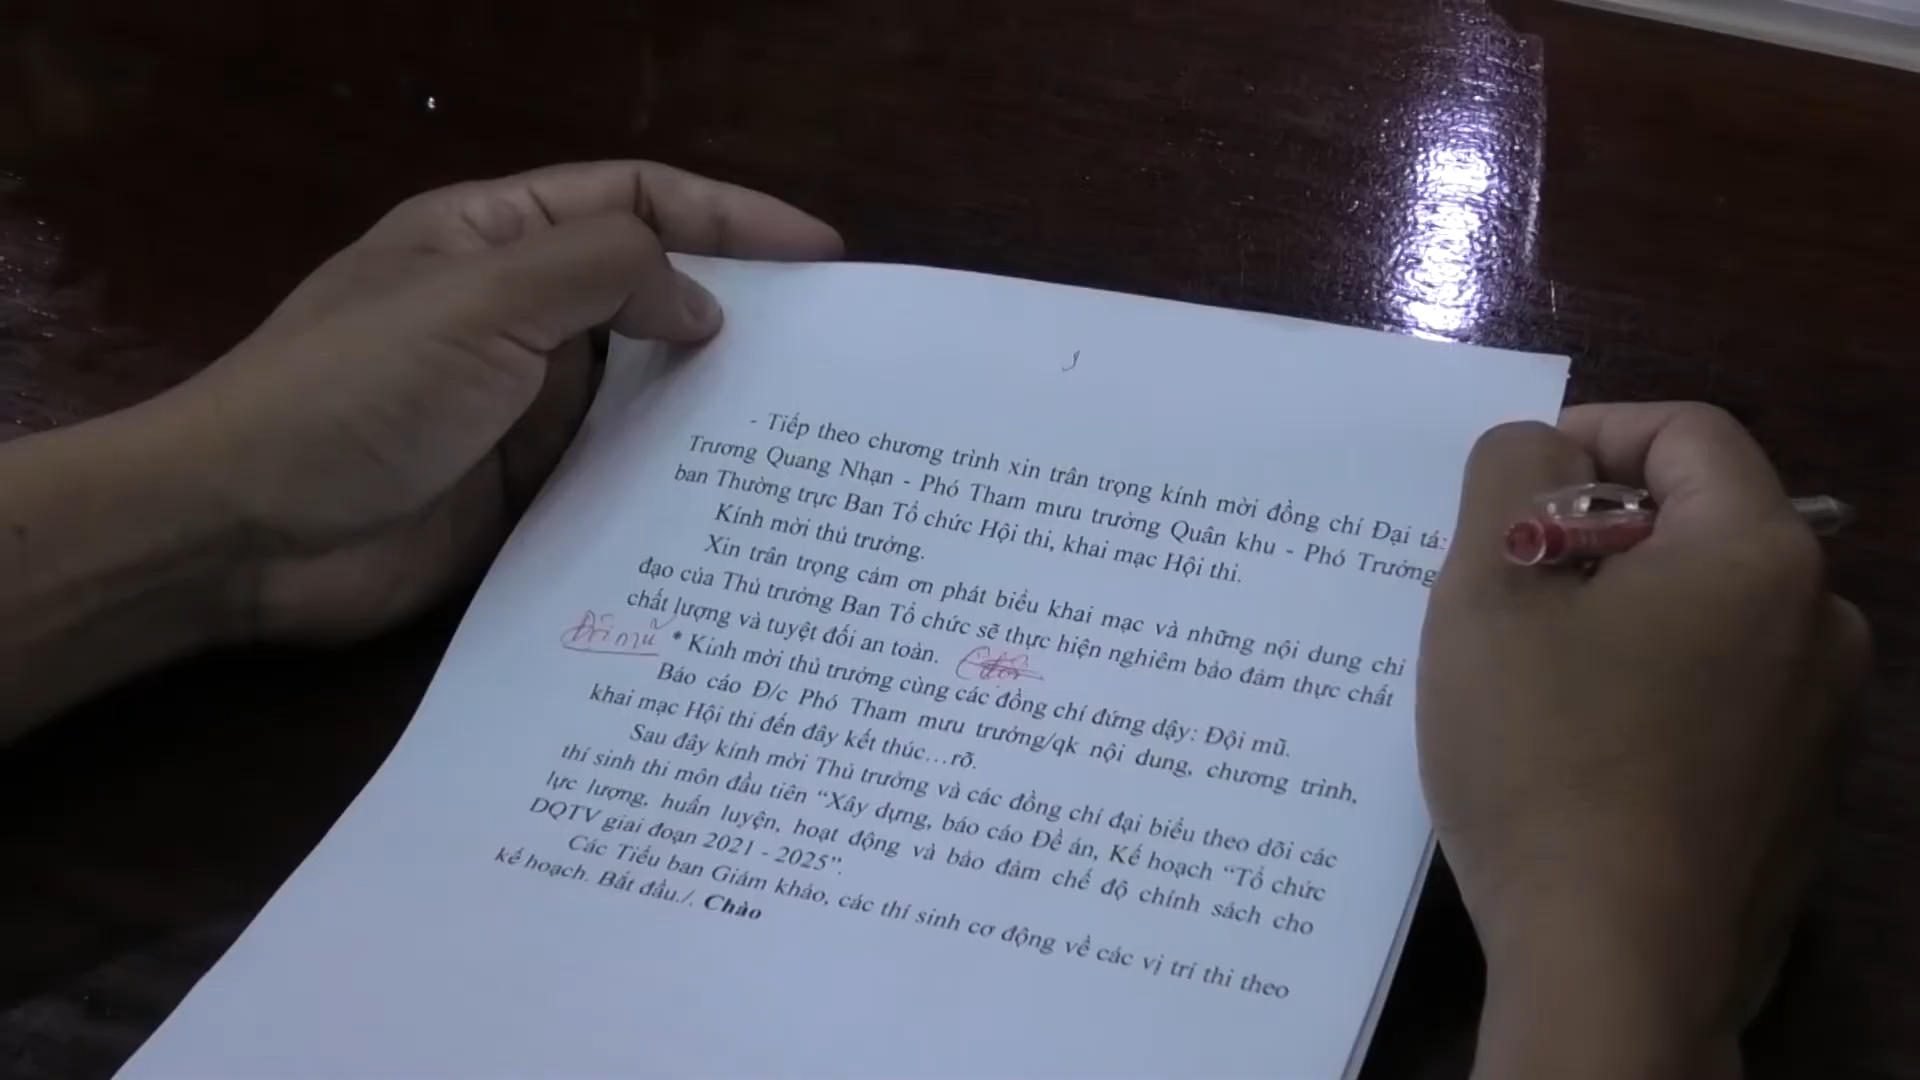 - Tiếp theo chương trình xin trân trọng kính mời đồng chí Đại tá:
Trương Quang Nhạn - Phó Tham mưu trưởng Quân khu - Phó Trưởng
ban Thường trực Ban Tổ chức Hội thi, khai mạc Hội thi.
Kính mời thủ trưởng.
Xin trân trọng cảm ơn phát biểu khai mạc và những nội dung chỉ
đạo của Thủ trưởng Ban Tổ chức sẽ thực hiện nghiêm bảo đảm thực chất
chất lượng và tuyệt đối an toàn.
Đội mũ * Kính mời thủ trưởng cùng các đồng chí đứng dậy: Đội mũ.
Báo cáo Đ/c Phó Tham mưu trưởng/qk nội dung, chương trình,
khai mạc Hội thi đến đây kết thúc...rõ.
Sau đây kính mời Thủ trưởng và các đồng chí đại biểu theo dõi các
thí sinh thi môn đầu tiên “Xây dựng, báo cáo Đề án, Kế hoạch “Tổ chức
lực lượng, huấn luyện, hoạt động và bảo đảm chế độ chính sách cho
DQTV giai đoạn 2021 - 2025”.
Các Tiểu ban Giám khảo, các thí sinh cơ động về các vị trí thi theo
kế hoạch. Bắt đầu./. Chào